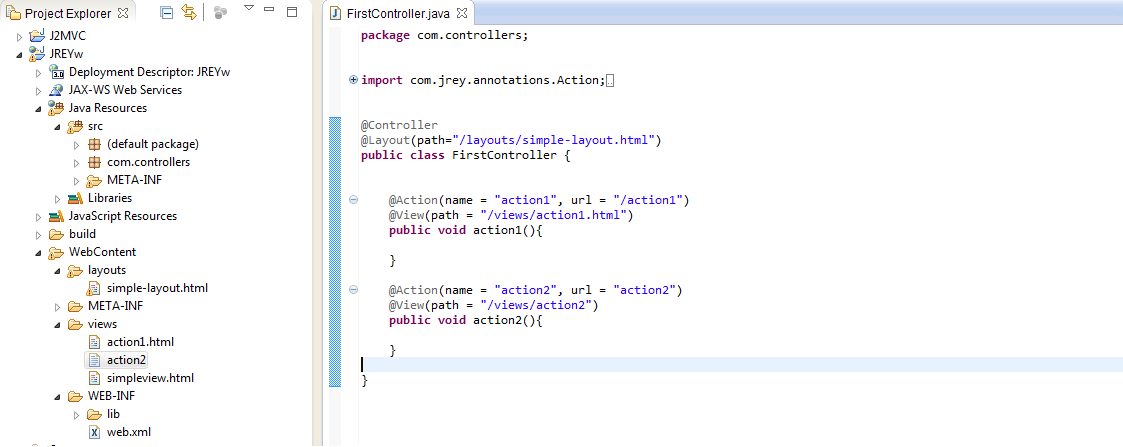 Project Explorer
J2MVC
JREYw
3.0 Deployment Descriptor: JREYw
JAX-WS Web Services
Java Resources
src
(default package)
com.controllers
META-INF
Libraries
JavaScript Resources
build
WebContent
layouts
simple-layout.html
META-INF
views
action1.html
action2
simpleview.html
WEB-INF
lib
web.xml
FirstController.java
package com.controllers;
import com.jrey.annotations.Action;
@Controller
@Layout(path="/layouts/simple-layout.html")
public class FirstController {
@Action(name = "action1", url = "/action1")
@View(path = "/views/action1.html")
public void action1(){
}
@Action(name = "action2", url = "action2")
@View(path = "/views/action2")
public void action2(){
}
}